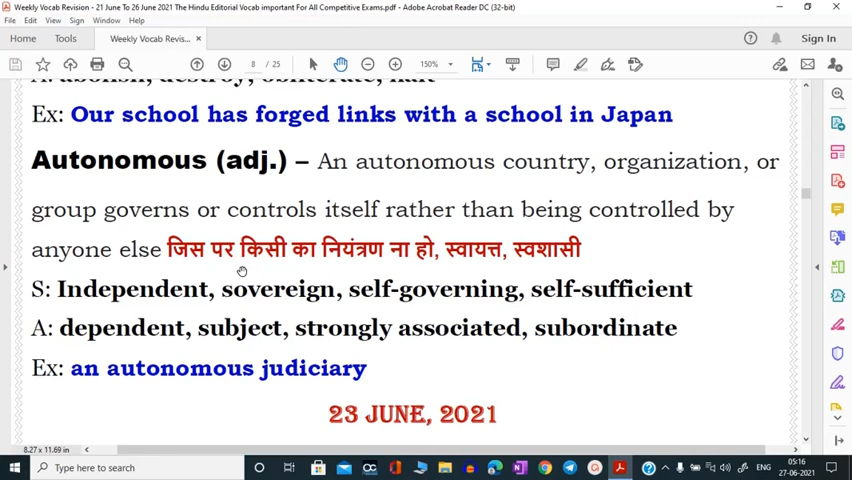 Weekly Vocab Revision - 21 June To 26 June 2021 The Hindu Editorial Vocab important For All Competitive Exams.pdf - Adobe Acrobat Reader DC (32-bit)
File Edit View Sign Window Help
Home Tools Weekly Vocab Revis... × Sign In
8 / 25 150%
A: abolish, destroy, obliterate, halt
Ex: Our school has forged links with a school in Japan
Autonomous (adj.) – An autonomous country, organization, or
group governs or controls itself rather than being controlled by
anyone else जिस पर किसी का नियंत्रण ना हो, स्वायत्त, स्वशासी
S: Independent, sovereign, self-governing, self-sufficient
A: dependent, subject, strongly associated, subordinate
Ex: an autonomous judiciary
23 JUNE, 2021
8.27 x 11.69 in
Type here to search
ENG
05:16
27-06-2021